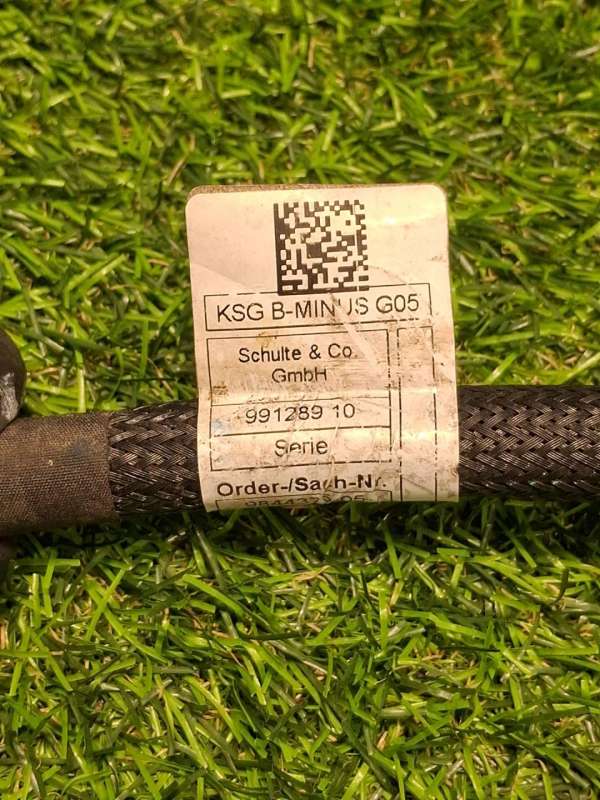 KSG B-MINUS G05
Schulte & Co.
GmbH
991289 10
Serie
Order-/Sach-Nr.